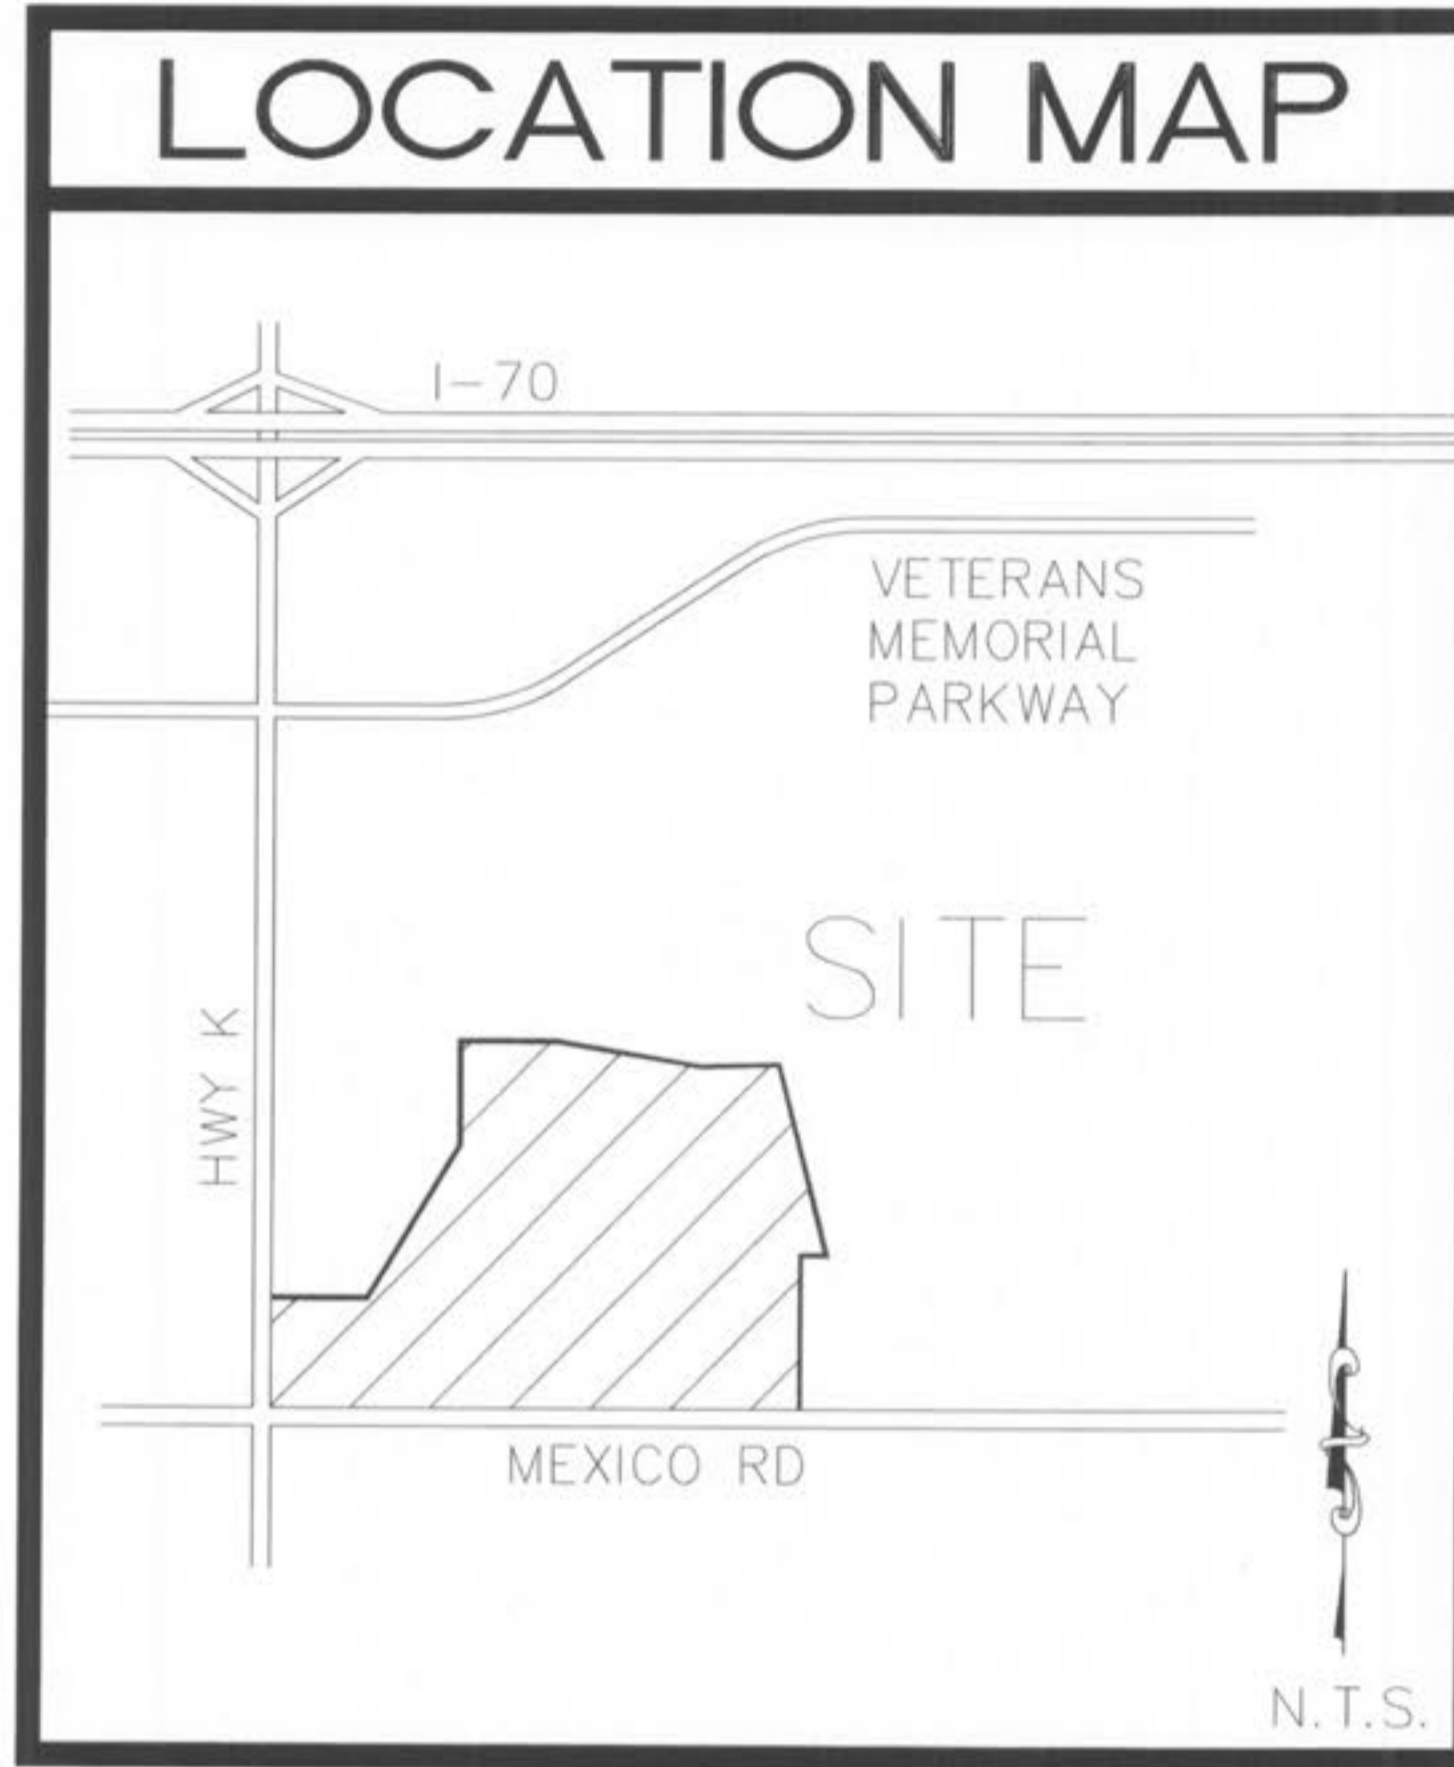 LOCATION MAP
I-70
VETERANS
MEMORIAL
PARKWAY
SITE
HWY K
MEXICO RD
N.T.S.